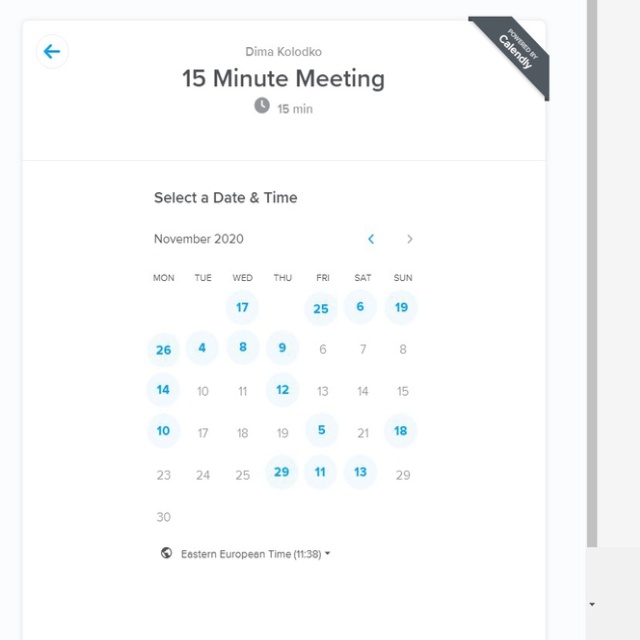 Dima Kolodko
15 Minute Meeting
15 min
POWERED BY
Calendly
Select a Date & Time
November 2020
MON TUE WED THU FRI SAT SUN
17 25 6 19
26 4 8 9 6 7 8
14 10 11 12 13 14 15
10 17 18 19 5 21 18
23 24 25 29 11 13 29
30
Eastern European Time (11:38)